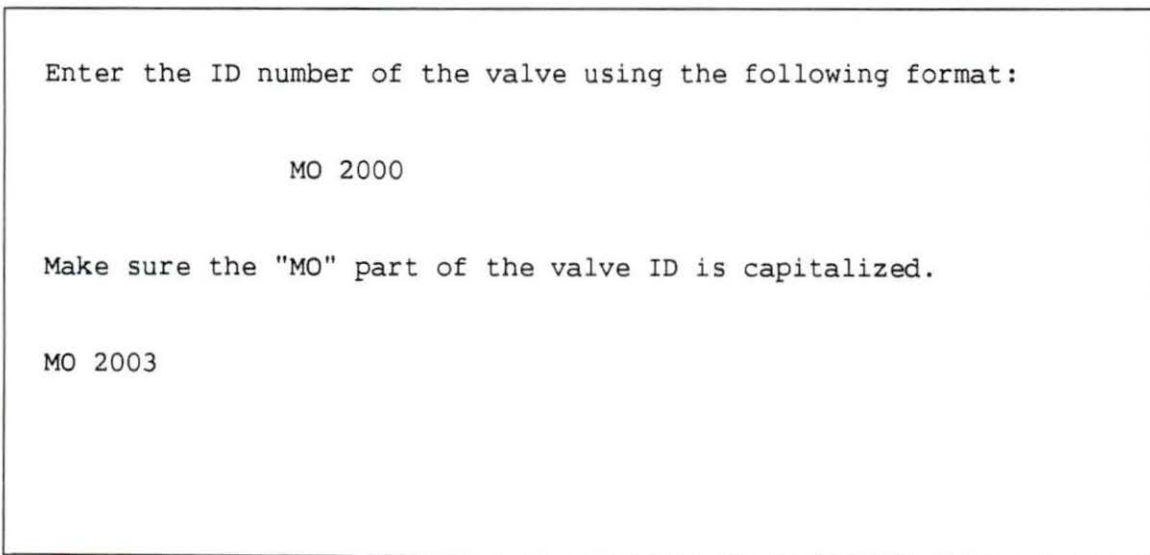 Enter the ID number of the valve using the following format:
MO 2000
Make sure the "MO" part of the valve ID is capitalized.
MO 2003